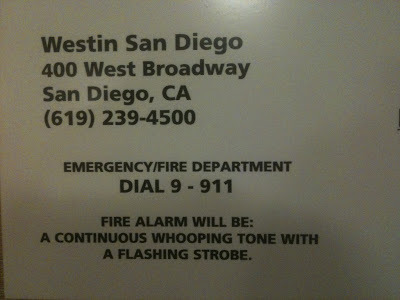 Westin San Diego
400 West Broadway
San Diego, CA
(619) 239-4500
EMERGENCY/FIRE DEPARTMENT
DIAL 9 - 911
FIRE ALARM WILL BE:
A CONTINUOUS WHOOPING TONE WITH
A FLASHING STROBE.